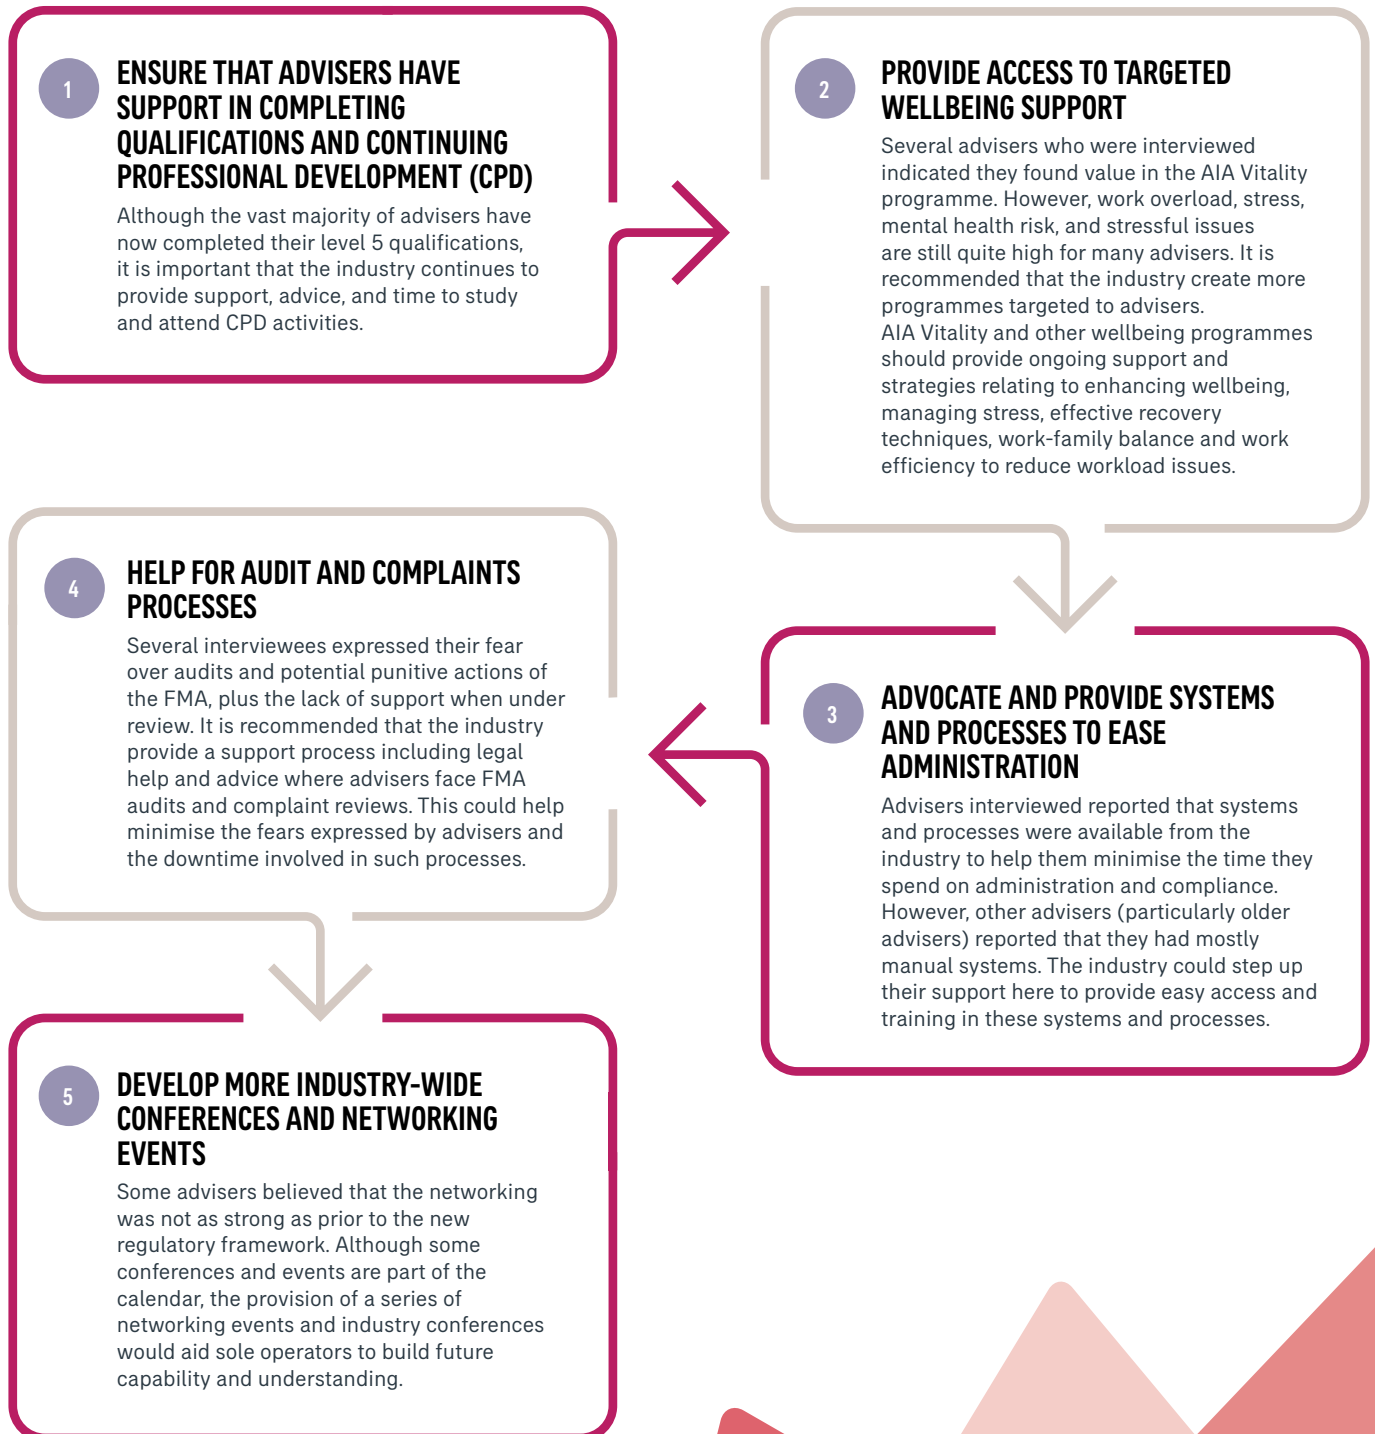 1
ENSURE THAT ADVISERS HAVE
SUPPORT IN COMPLETING
QUALIFICATIONS AND CONTINUING
PROFESSIONAL DEVELOPMENT (CPD)
Although the vast majority of advisers have
now completed their level 5 qualifications,
it is important that the industry continues to
provide support, advice, and time to study
and attend CPD activities.
2
PROVIDE ACCESS TO TARGETED
WELLBEING SUPPORT
Several advisers who were interviewed
indicated they found value in the AIA Vitality
programme. However, work overload, stress,
mental health risk, and stressful issues
are still quite high for many advisers. It is
recommended that the industry create more
programmes targeted to advisers.
AIA Vitality and other wellbeing programmes
should provide ongoing support and
strategies relating to enhancing wellbeing,
managing stress, effective recovery
techniques, work-family balance and work
efficiency to reduce workload issues.
3
ADVOCATE AND PROVIDE SYSTEMS
AND PROCESSES TO EASE
ADMINISTRATION
Advisers interviewed reported that systems
and processes were available from the
industry to help them minimise the time they
spend on administration and compliance.
However, other advisers (particularly older
advisers) reported that they had mostly
manual systems. The industry could step up
their support here to provide easy access and
training in these systems and processes.
4
HELP FOR AUDIT AND COMPLAINTS
PROCESSES
Several interviewees expressed their fear
over audits and potential punitive actions of
the FMA, plus the lack of support when under
review. It is recommended that the industry
provide a support process including legal
help and advice where advisers face FMA
audits and complaint reviews. This could help
minimise the fears expressed by advisers and
the downtime involved in such processes.
5
DEVELOP MORE INDUSTRY-WIDE
CONFERENCES AND NETWORKING
EVENTS
Some advisers believed that the networking
was not as strong as prior to the new
regulatory framework. Although some
conferences and events are part of the
calendar, the provision of a series of
networking events and industry conferences
would aid sole operators to build future
capability and understanding.